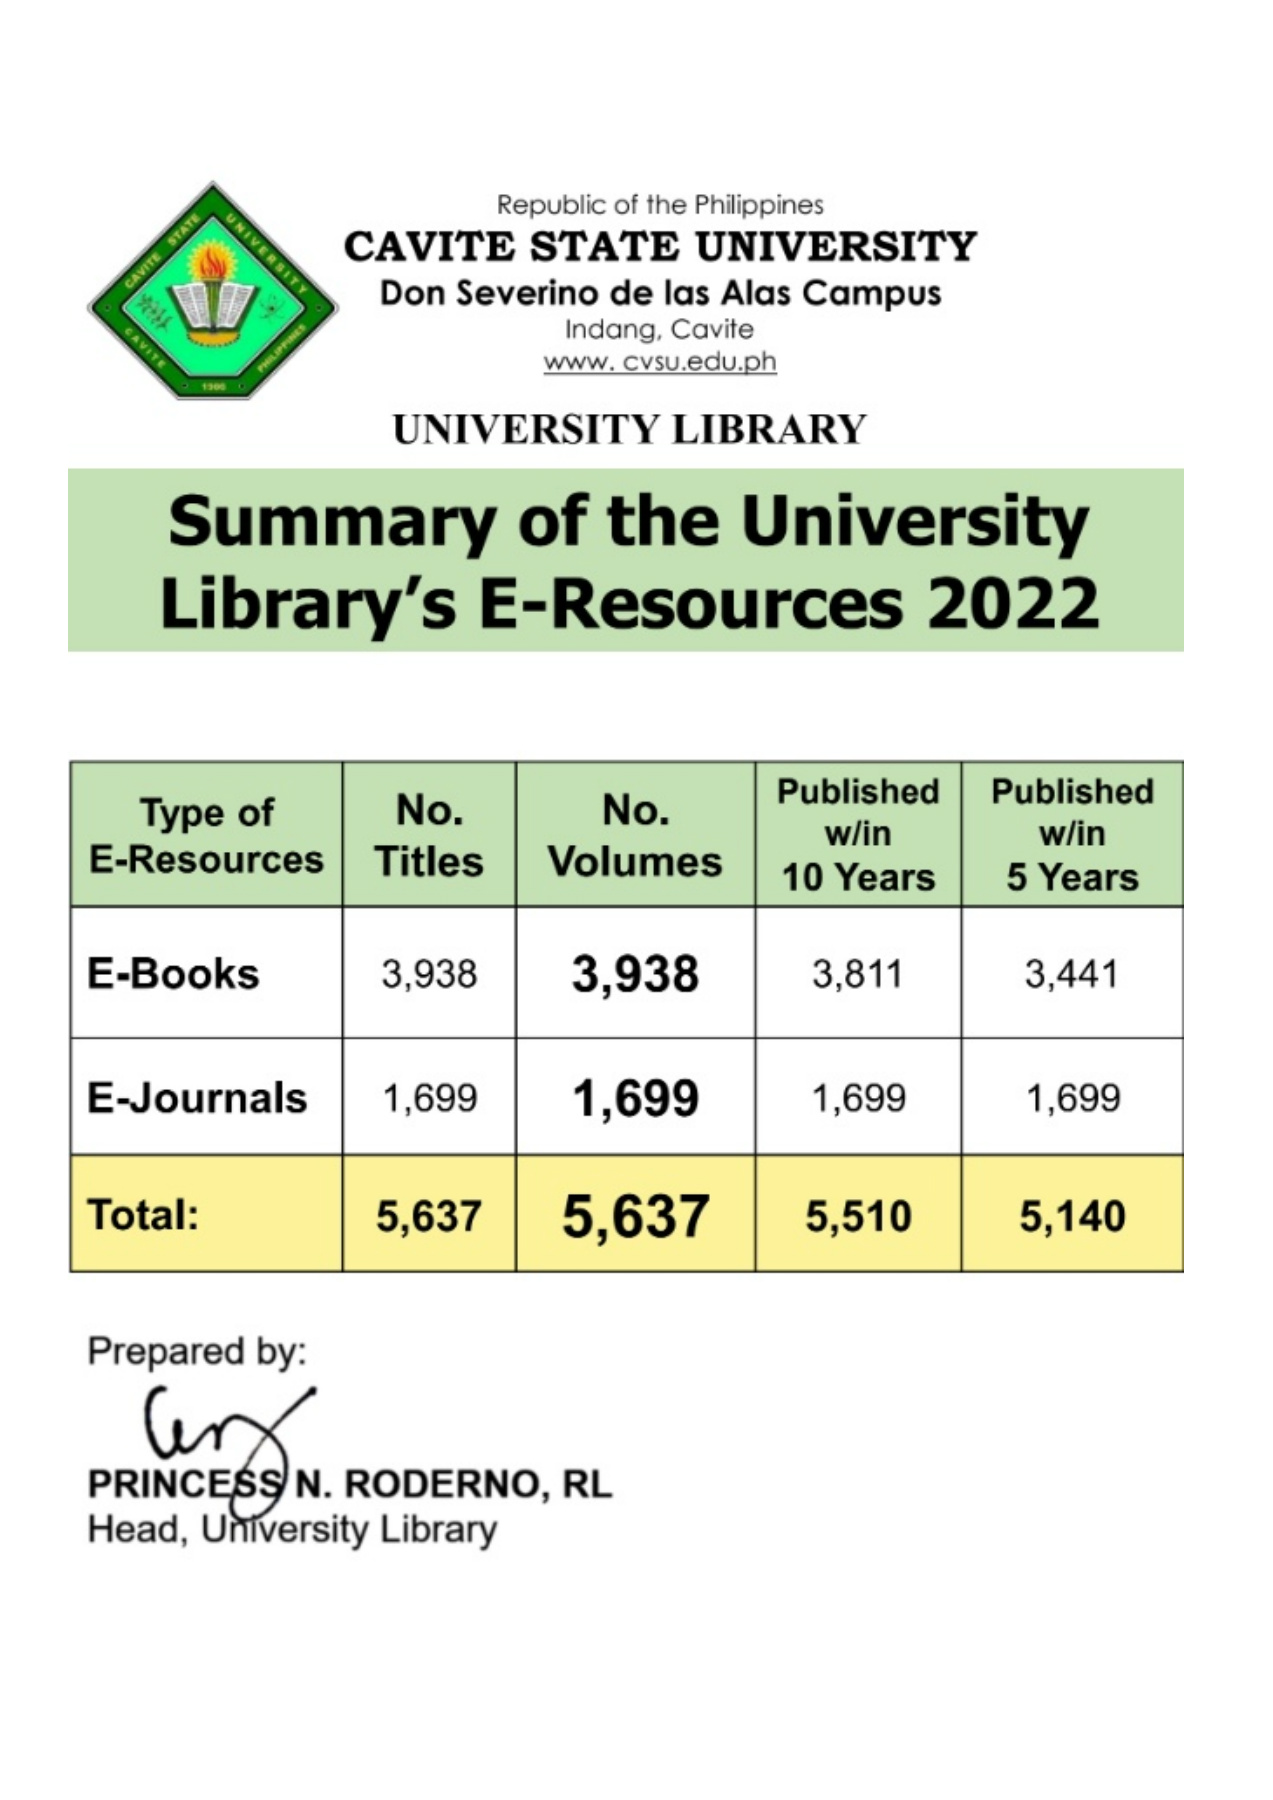 CAVITE STATE UNIVERSITY
CAVITE PHILIPPINES
1906
Republic of the Philippines
CAVITE STATE UNIVERSITY
Don Severino de las Alas Campus
Indang, Cavite
www. cvsu.edu.ph
UNIVERSITY LIBRARY
Summary of the University
Library’s E-Resources 2022
Type of E-Resources No. Titles No. Volumes Published w/in 10 Years Published w/in 5 Years
E-Books 3,938 3,938 3,811 3,441
E-Journals 1,699 1,699 1,699 1,699
Total: 5,637 5,637 5,510 5,140
Prepared by:
PRINCESS N. RODERNO, RL
Head, University Library